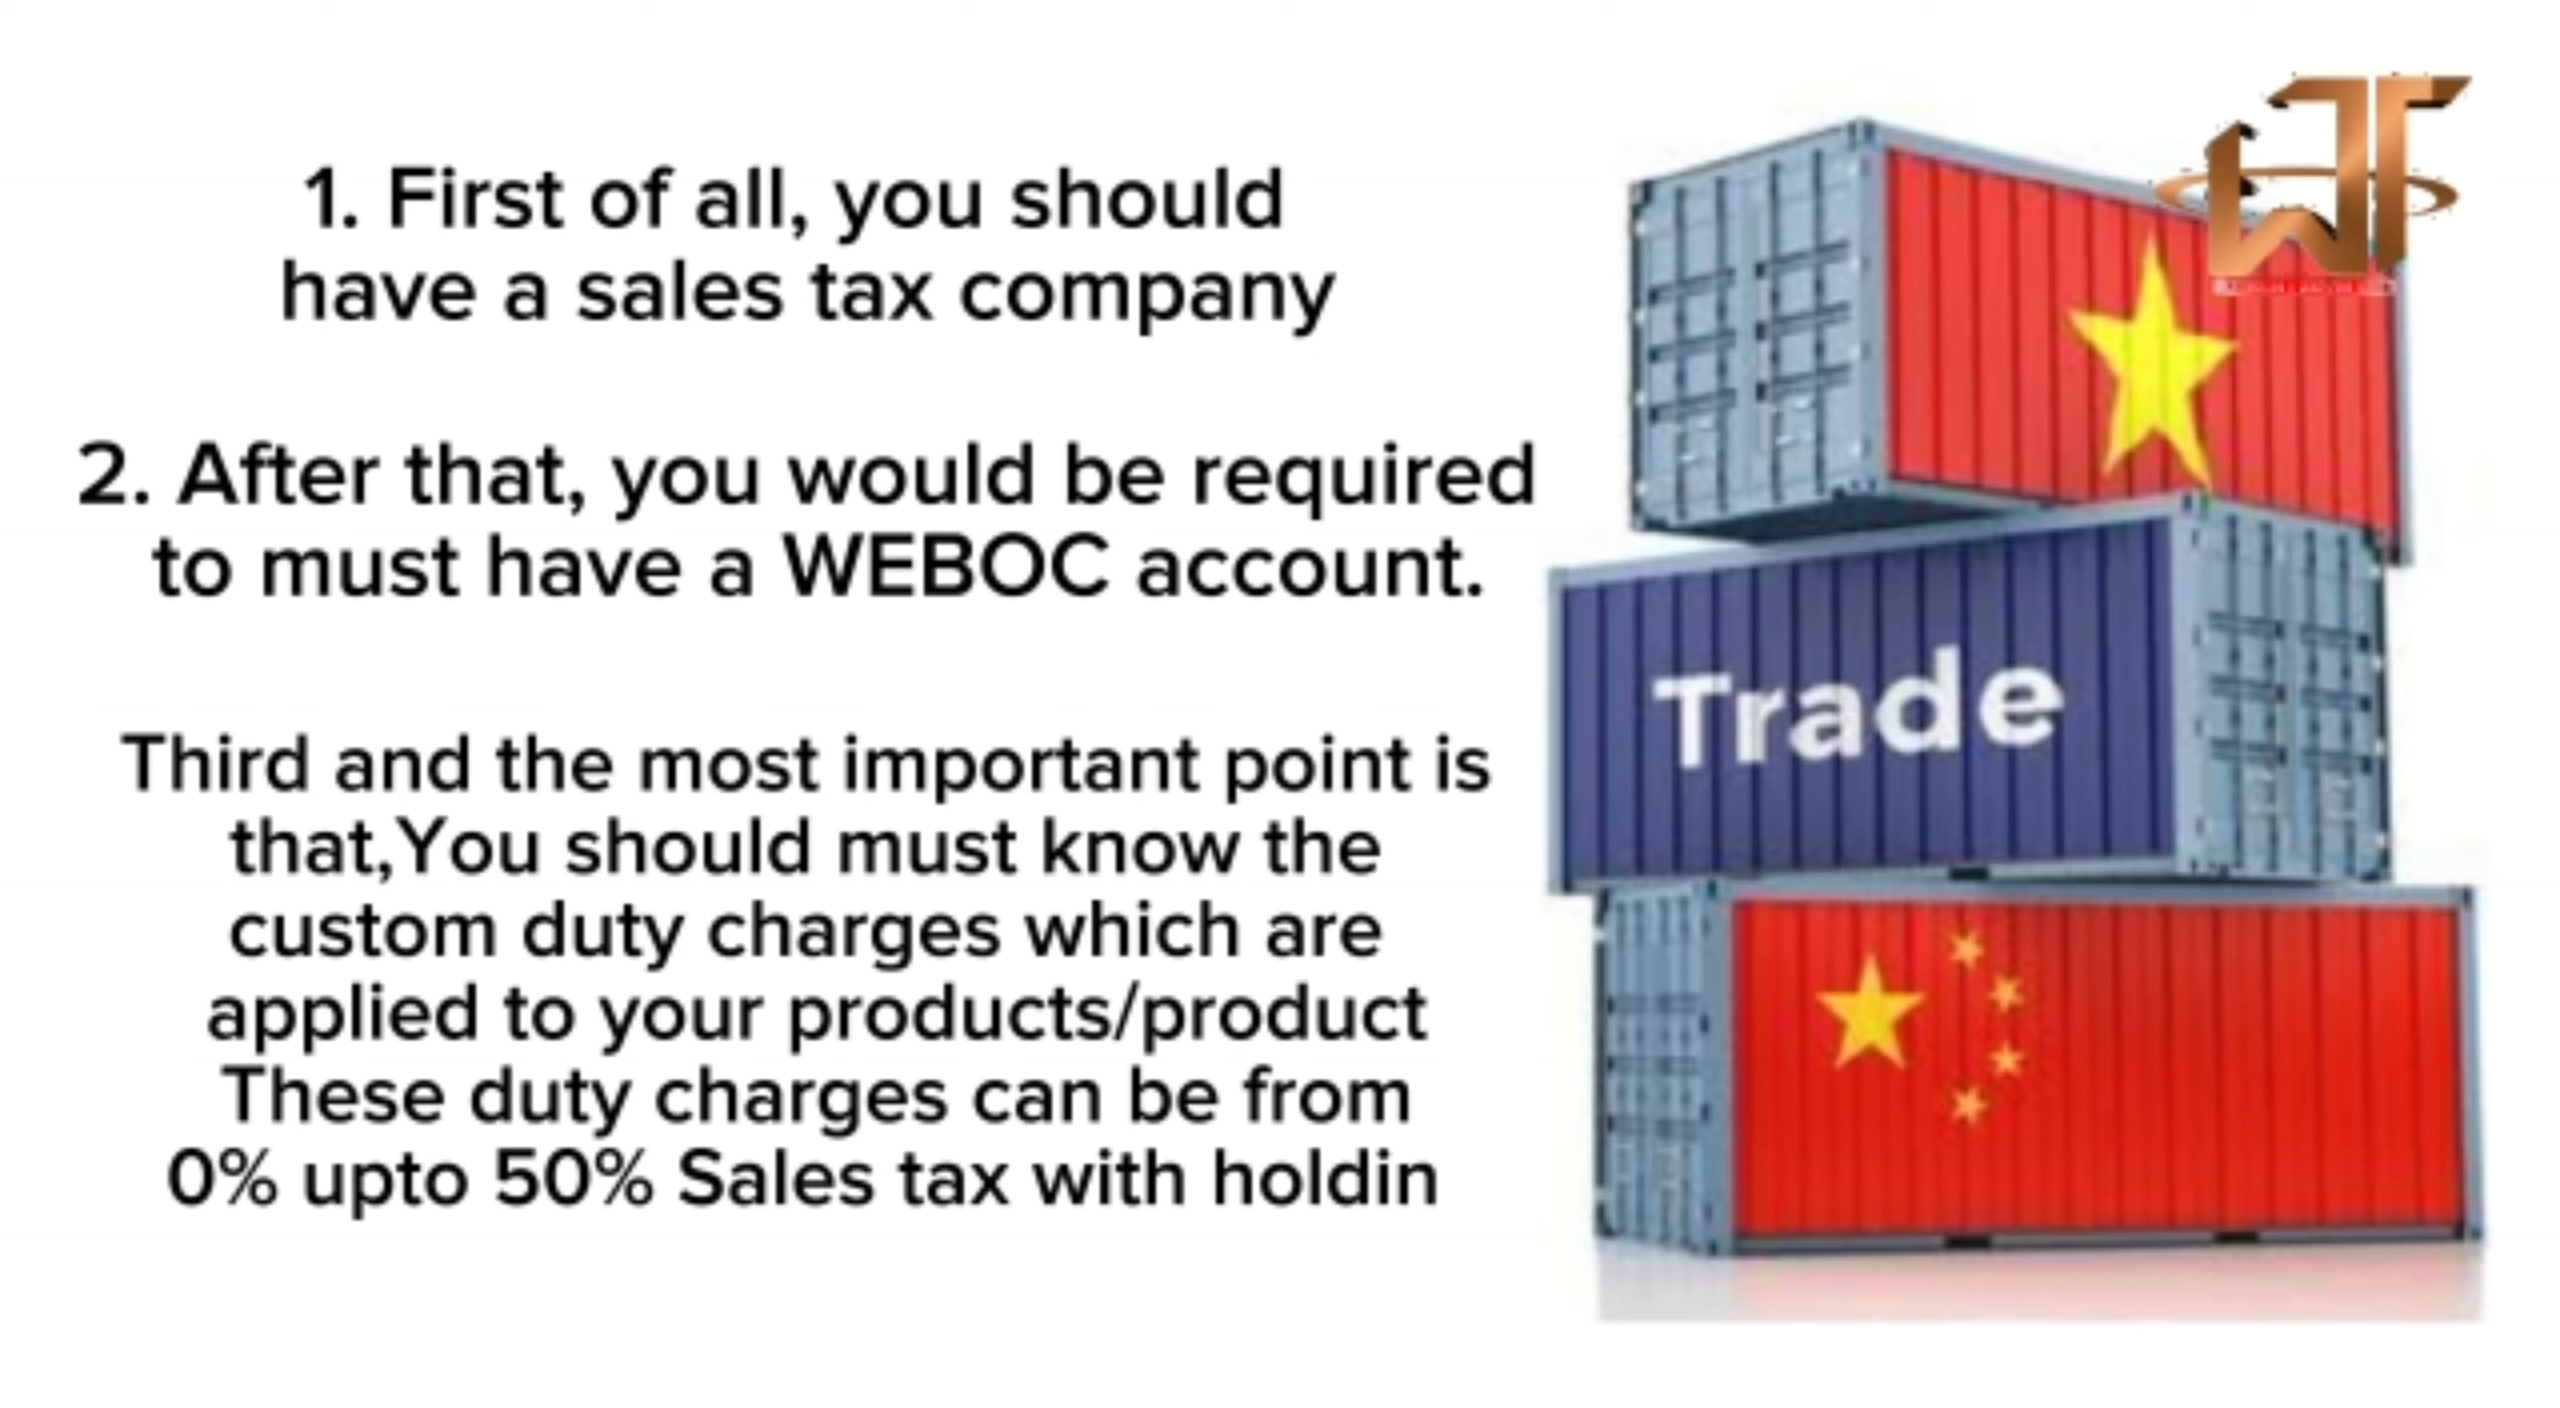 1. First of all, you should
have a sales tax company
2. After that, you would be required
to must have a WEBOC account.
Third and the most important point is
that,You should must know the
custom duty charges which are
applied to your products/product
These duty charges can be from
0% upto 50% Sales tax with holdin
Trade